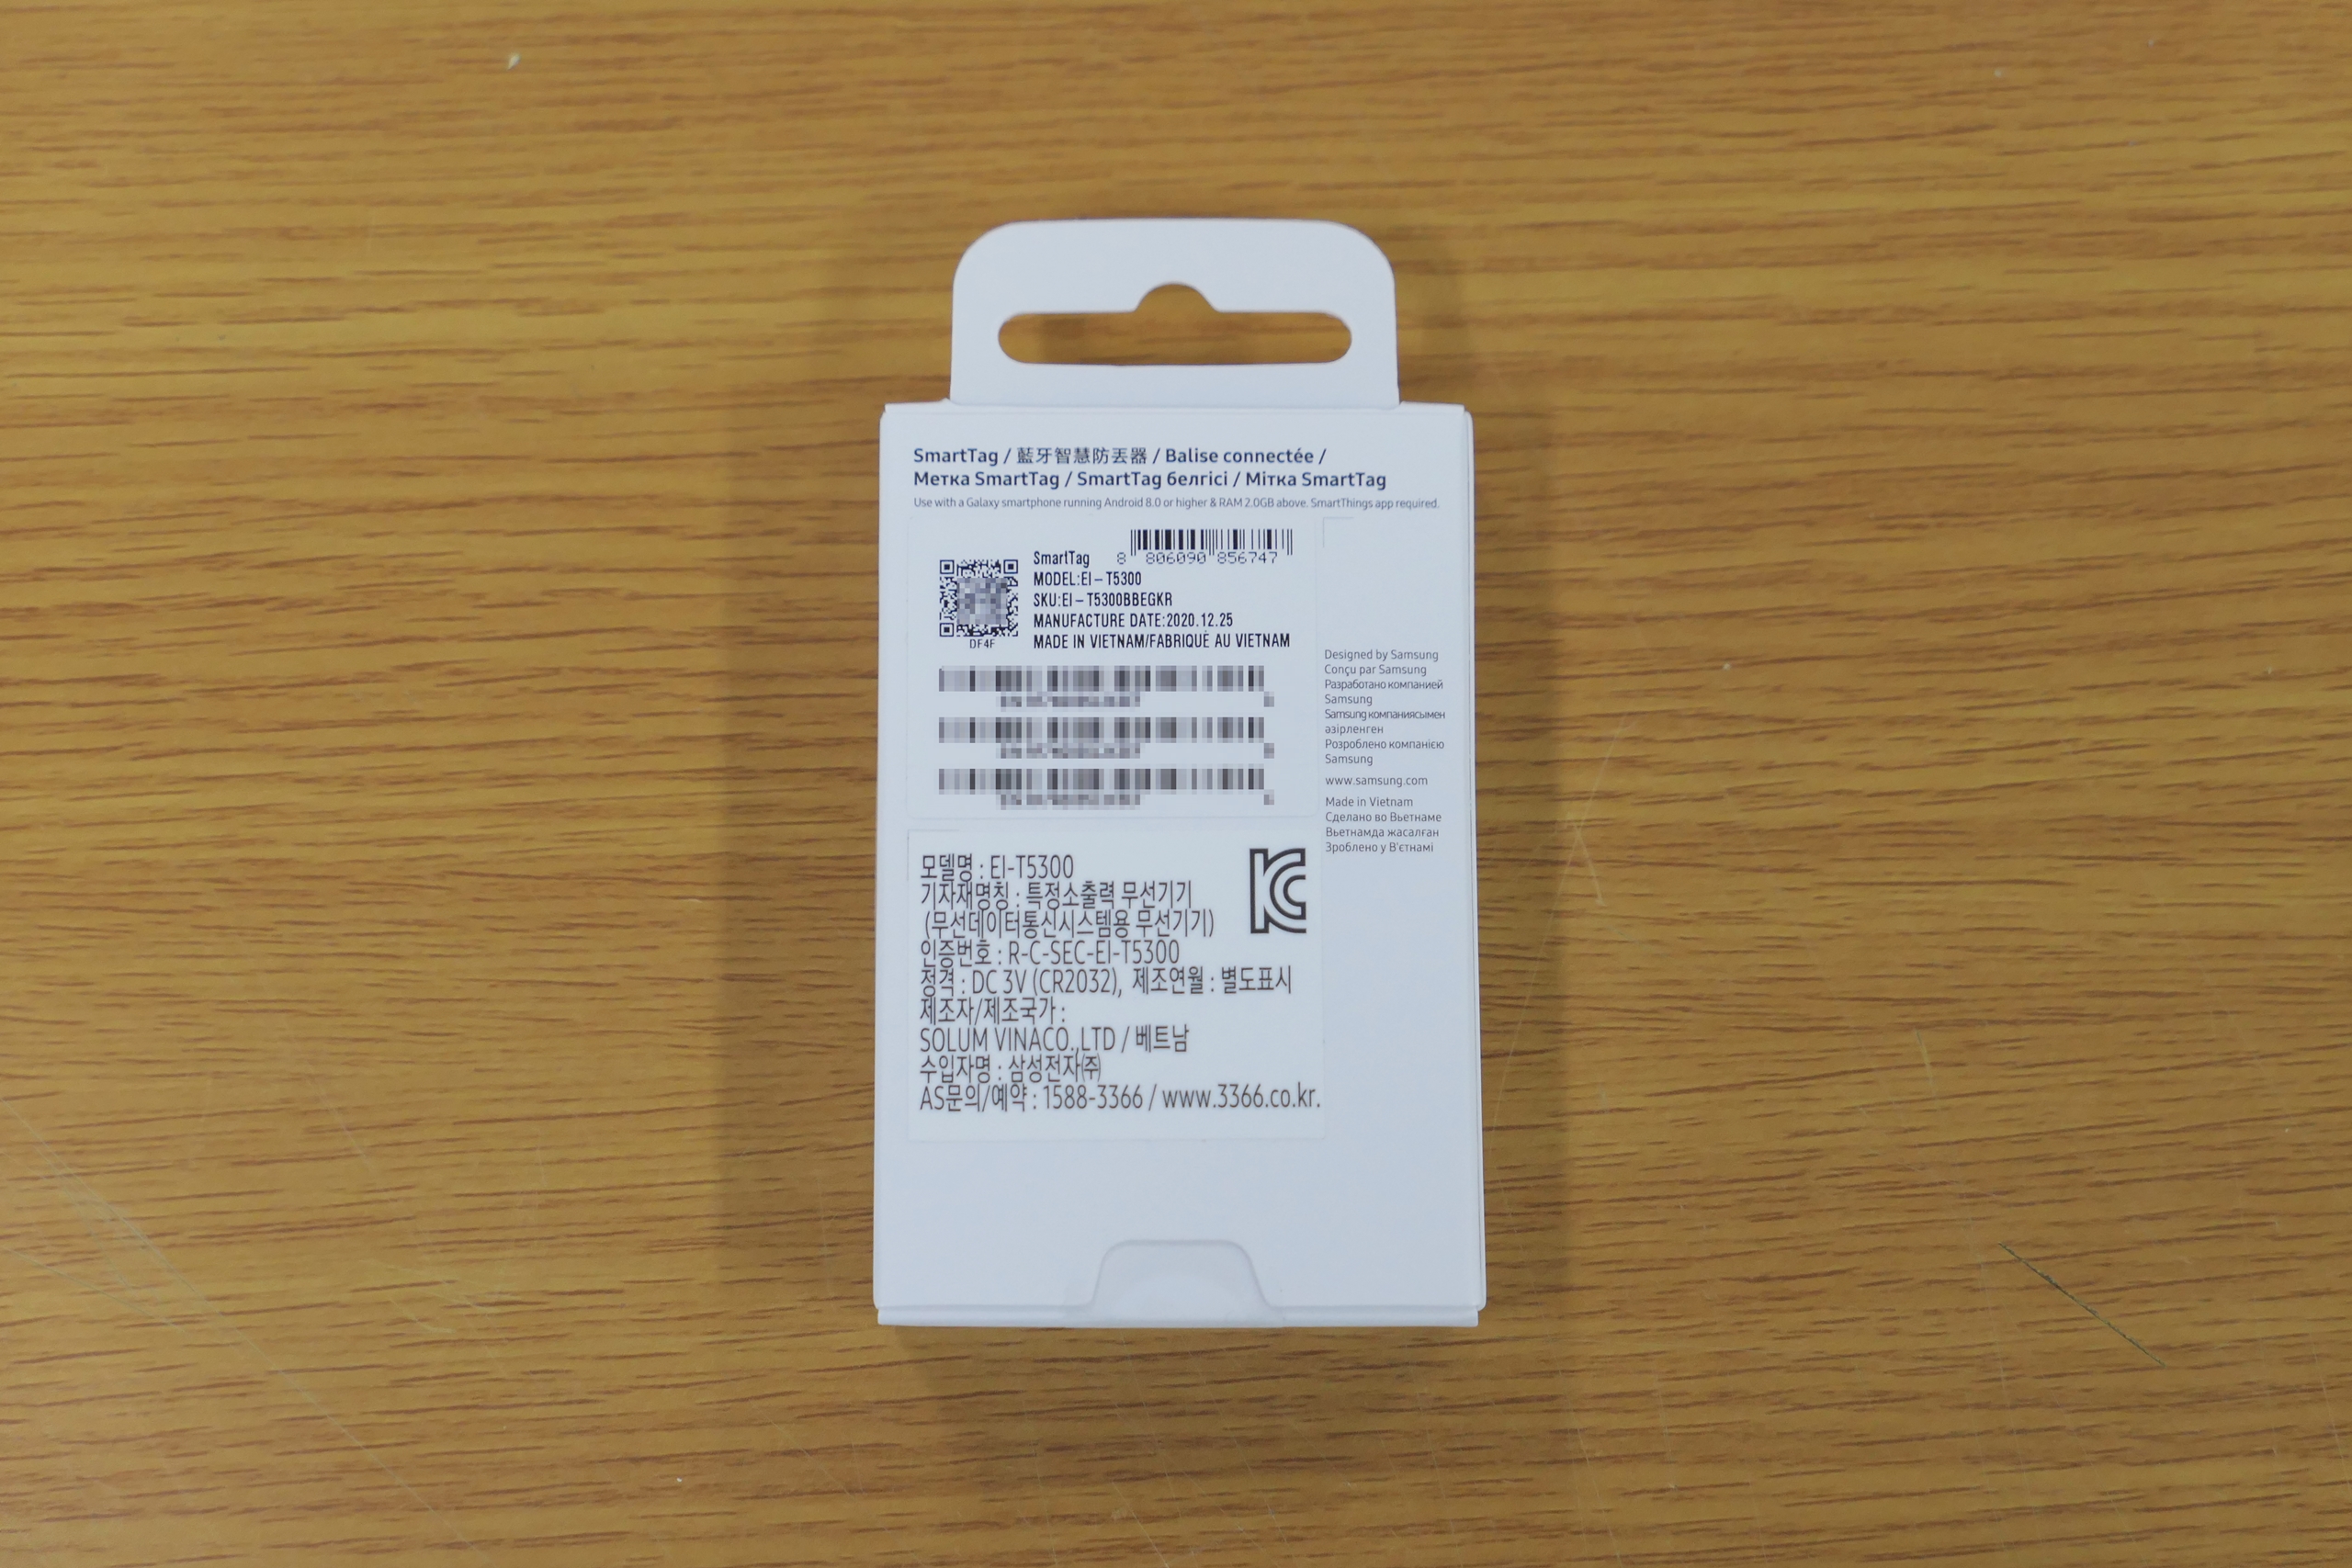 SmartTag / 藍牙智慧防丟器 / Balise connectée /
Метка SmartTag / SmartTag белгісі / Мітка SmartTag
Use with a Galaxy smartphone running Android 8.0 or higher & RAM 2.0GB above. SmartThings app required.
SmartTag
8 806090 856747
MODEL:EI-T5300
SKU:EI-T5300BBEGKR
MANUFACTURE DATE:2020.12.25
MADE IN VIETNAM/FABRIQUÉ AU VIETNAM
DF4F
Designed by Samsung
Conçu par Samsung
Разработано компанией
Samsung
Samsung компаниясымен
әзірленген
Розроблено компанією
Samsung
www.samsung.com
Made in Vietnam
Сделано во Вьетнаме
Вьетнамда жасалған
Зроблено у В'єтнамі
모델명 : EI-T5300
기자재명칭 : 특정소출력 무선기기
(무선데이터통신시스템용 무선기기)
인증번호 : R-C-SEC-EI-T5300
정격 : DC 3V (CR2032), 제조연월 : 별도표시
제조자/제조국가 :
SOLUM VINACO.,LTD / 베트남
수입자명 : 삼성전자㈜
AS문의/예약 : 1588-3366 / www.3366.co.kr.
KC